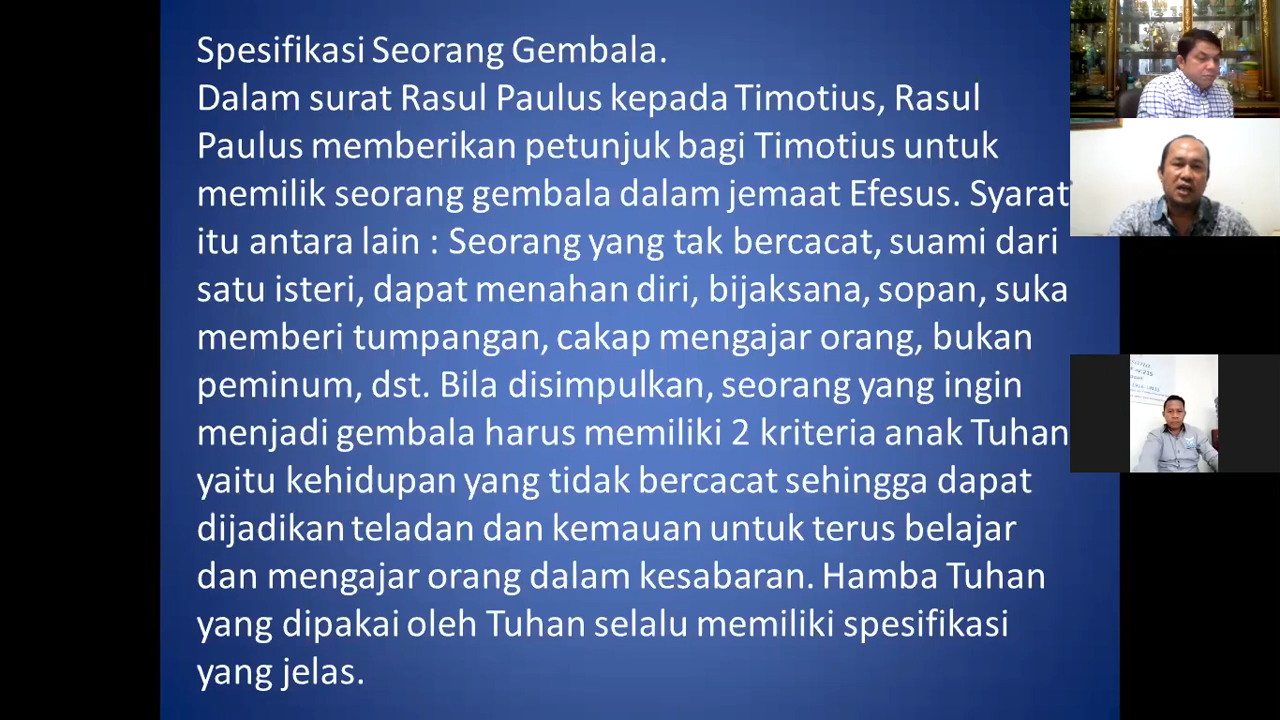 Spesifikasi Seorang Gembala.
Dalam surat Rasul Paulus kepada Timotius, Rasul
Paulus memberikan petunjuk bagi Timotius untuk
memilik seorang gembala dalam jemaat Efesus. Syarat
itu antara lain : Seorang yang tak bercacat, suami dari
satu isteri, dapat menahan diri, bijaksana, sopan, suka
memberi tumpangan, cakap mengajar orang, bukan
peminum, dst. Bila disimpulkan, seorang yang ingin
menjadi gembala harus memiliki 2 kriteria anak Tuhan
yaitu kehidupan yang tidak bercacat sehingga dapat
dijadikan teladan dan kemauan untuk terus belajar
dan mengajar orang dalam kesabaran. Hamba Tuhan
yang dipakai oleh Tuhan selalu memiliki spesifikasi
yang jelas.